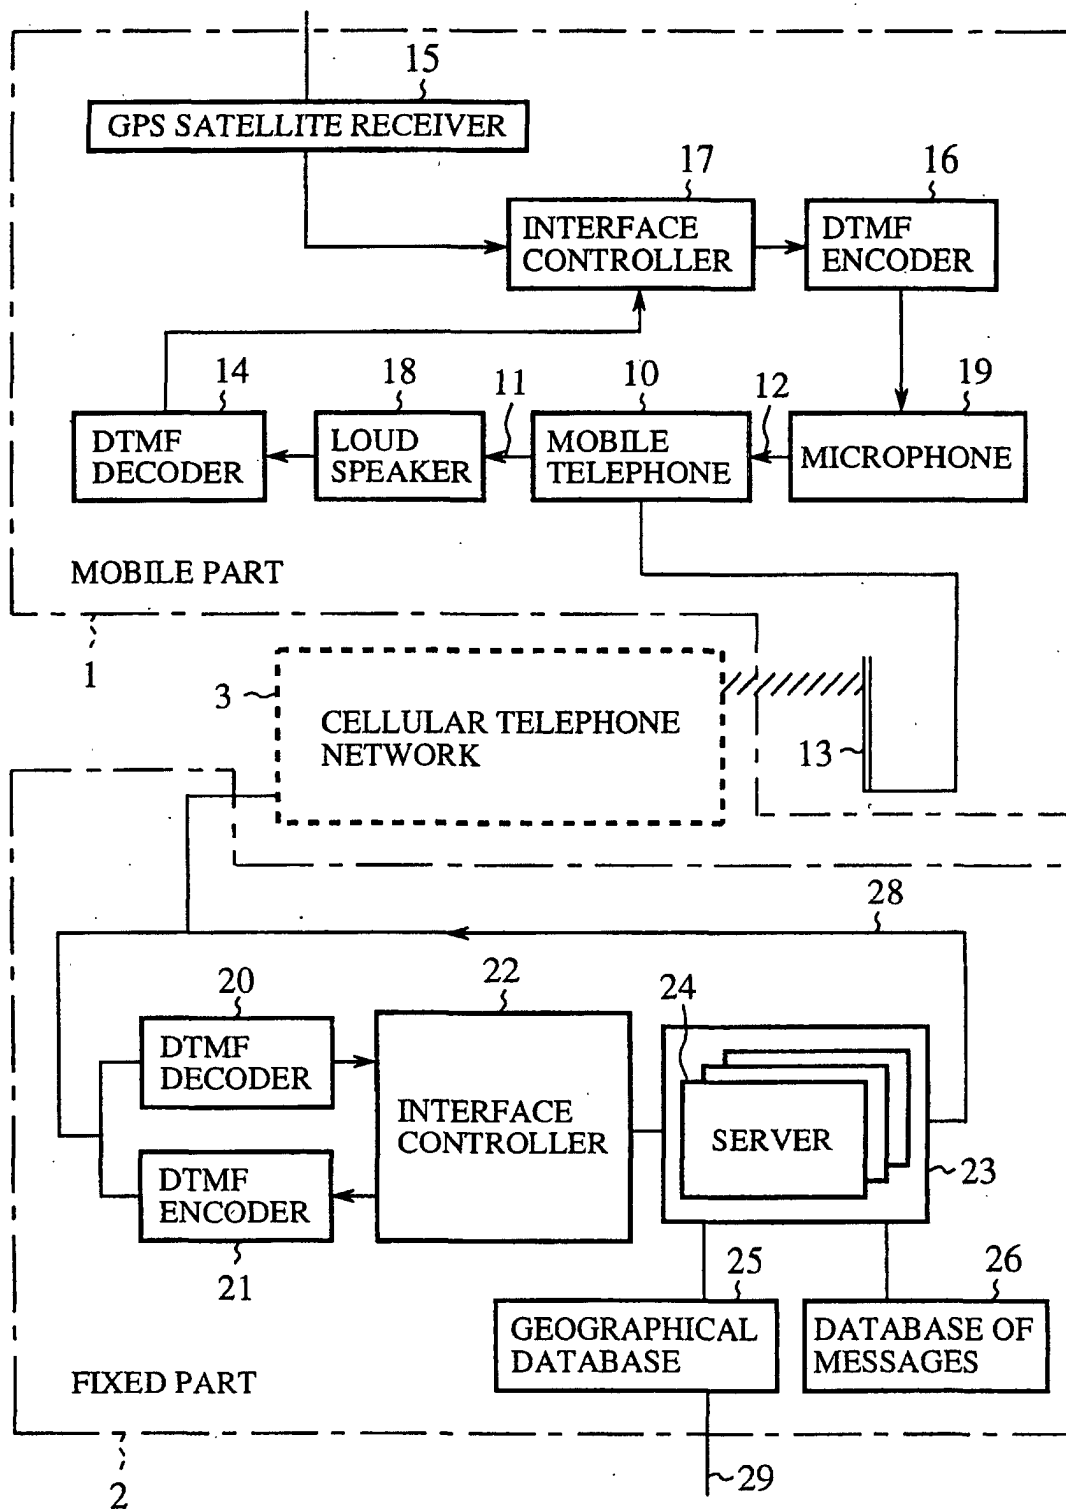 15
GPS SATELLITE RECEIVER
17
16
INTERFACE
CONTROLLER
DTMF
ENCODER
14
18
11
10
12
19
DTMF
DECODER
LOUD
SPEAKER
MOBILE
TELEPHONE
MICROPHONE
MOBILE PART
1
3
CELLULAR TELEPHONE
NETWORK
13
28
20
22
24
DTMF
DECODER
INTERFACE
CONTROLLER
SERVER
23
DTMF
ENCODER
21
25
26
GEOGRAPHICAL
DATABASE
DATABASE OF
MESSAGES
FIXED PART
2
29